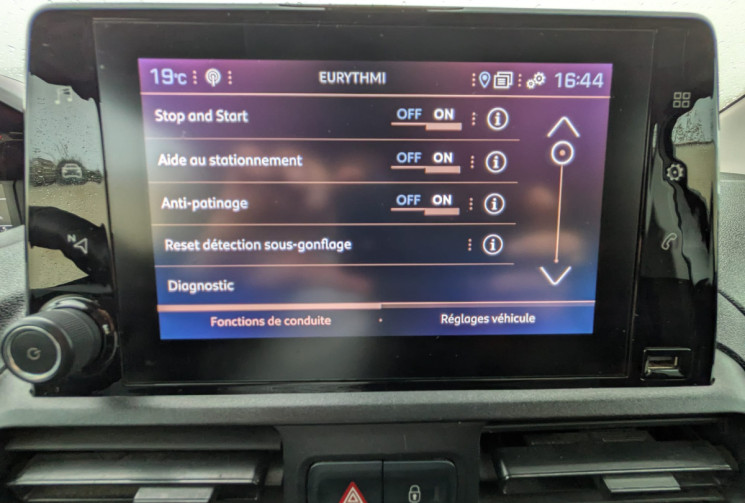 19°C EURYTHMI 16:44
Stop and Start OFF ON
Aide au stationnement OFF ON
Anti-patinage OFF ON
Reset détection sous-gonflage
Diagnostic
Fonctions de conduite Réglages véhicule
N